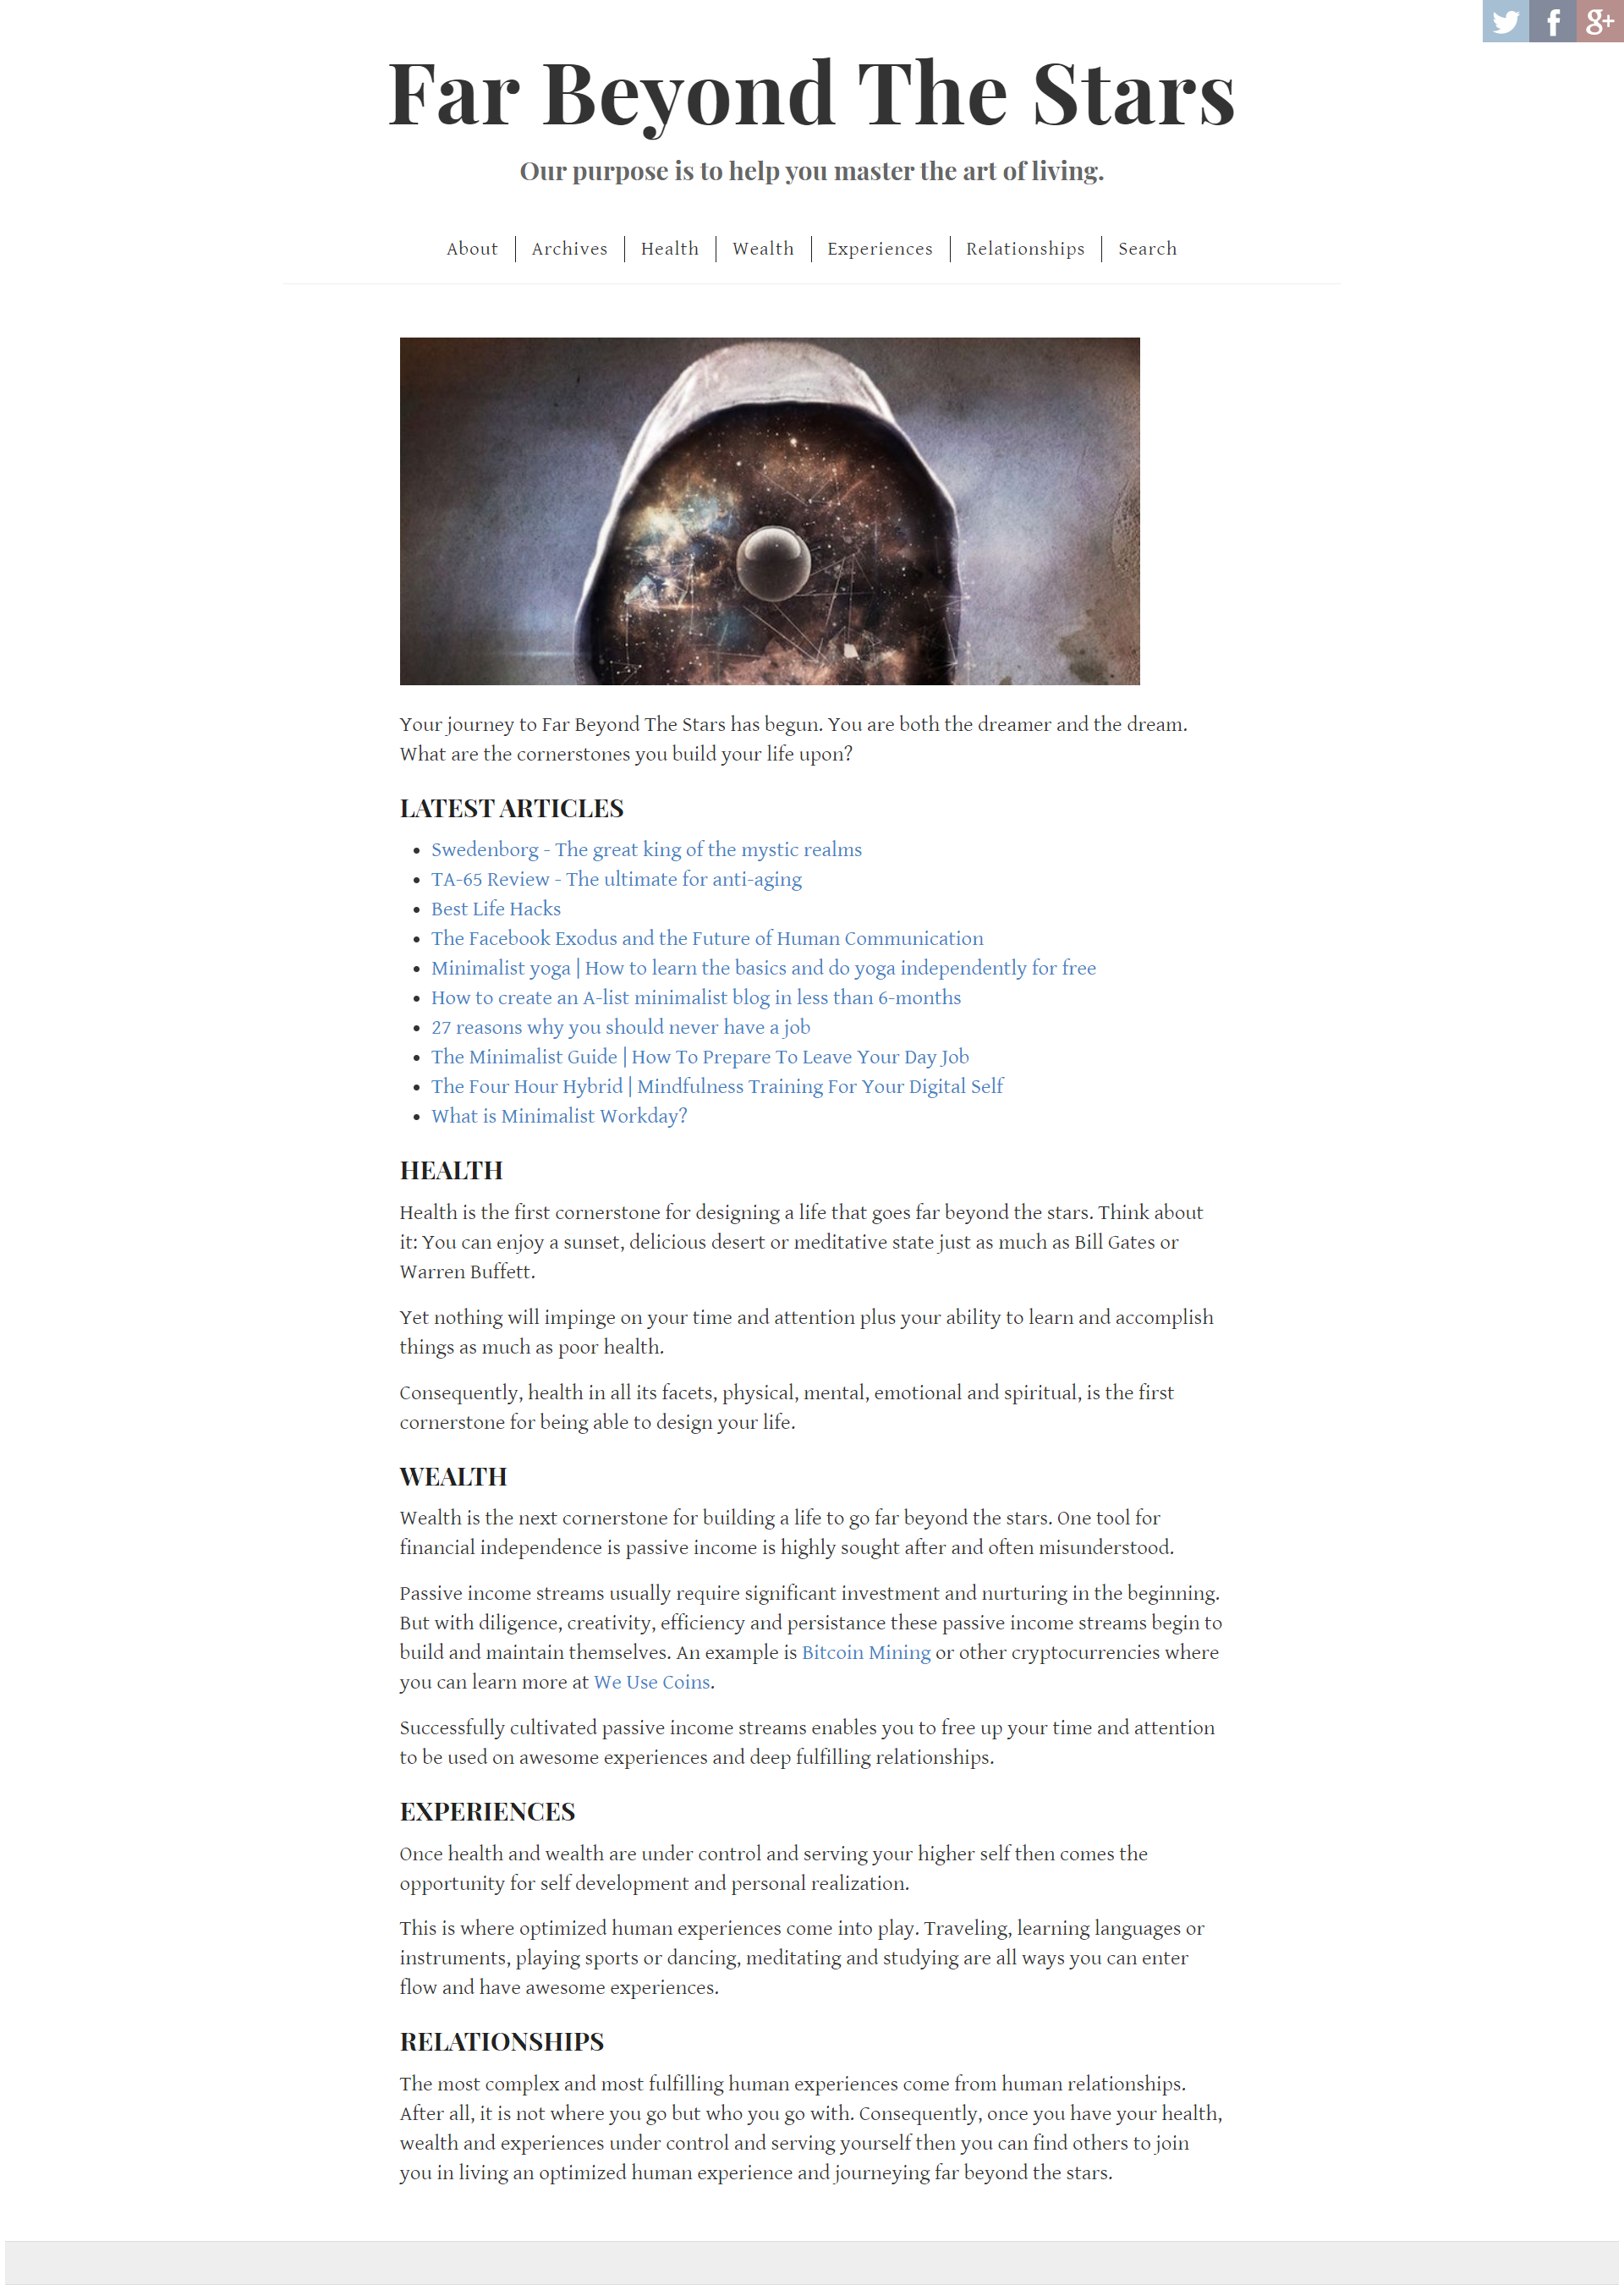 g+
Far Beyond The Stars
Our purpose is to help you master the art of living.
About
Archives
Health
Wealth
Experiences
Relationships
Search
Your journey to Far Beyond The Stars has begun. You are both the dreamer and the dream.
What are the cornerstones you build your life upon?
LATEST ARTICLES
Swedenborg - The great king of the mystic realms
TA-65 Review - The ultimate for anti-aging
Best Life Hacks
The Facebook Exodus and the Future of Human Communication
Minimalist yoga | How to learn the basics and do yoga independently for free
How to create an A-list minimalist blog in less than 6-months
27 reasons why you should never have a job
The Minimalist Guide | How To Prepare To Leave Your Day Job
The Four Hour Hybrid | Mindfulness Training For Your Digital Self
What is Minimalist Workday?
HEALTH
Health is the first cornerstone for designing a life that goes far beyond the stars. Think about
it: You can enjoy a sunset, delicious desert or meditative state just as much as Bill Gates or
Warren Buffett.
Yet nothing will impinge on your time and attention plus your ability to learn and accomplish
things as much as poor health.
Consequently, health in all its facets, physical, mental, emotional and spiritual, is the first
cornerstone for being able to design your life.
WEALTH
Wealth is the next cornerstone for building a life to go far beyond the stars. One tool for
financial independence is passive income is highly sought after and often misunderstood.
Passive income streams usually require significant investment and nurturing in the beginning.
But with diligence, creativity, efficiency and persistance these passive income streams begin to
build and maintain themselves. An example is Bitcoin Mining or other cryptocurrencies where
you can learn more at We Use Coins.
Successfully cultivated passive income streams enables you to free up your time and attention
to be used on awesome experiences and deep fulfilling relationships.
EXPERIENCES
Once health and wealth are under control and serving your higher self then comes the
opportunity for self development and personal realization.
This is where optimized human experiences come into play. Traveling, learning languages or
instruments, playing sports or dancing, meditating and studying are all ways you can enter
flow and have awesome experiences.
RELATIONSHIPS
The most complex and most fulfilling human experiences come from human relationships.
After all, it is not where you go but who you go with. Consequently, once you have your health,
wealth and experiences under control and serving yourself then you can find others to join
you in living an optimized human experience and journeying far beyond the stars.